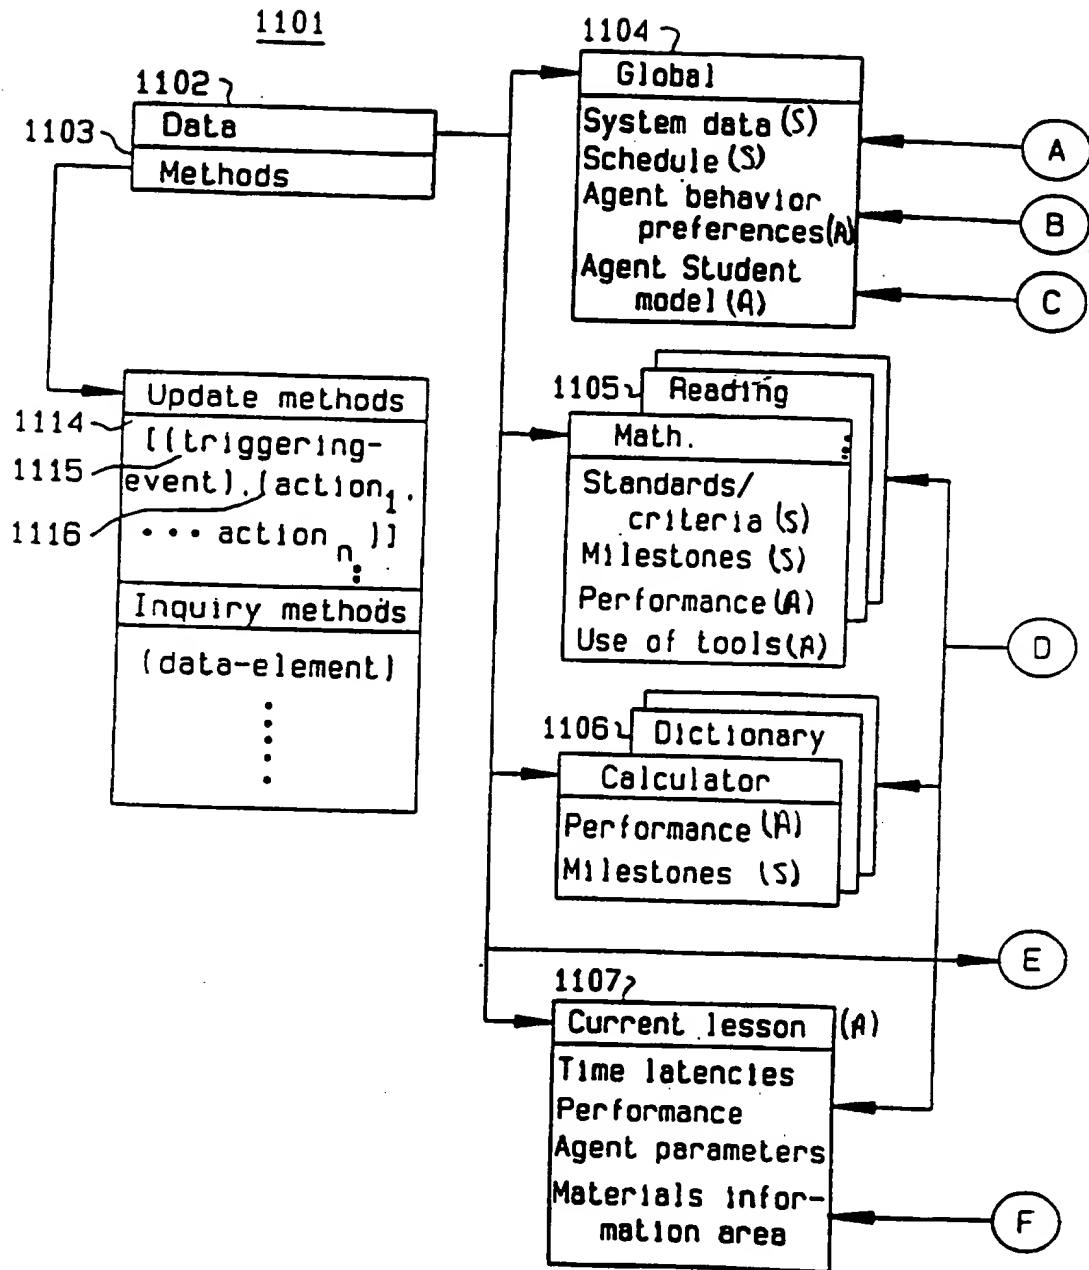 1101
1102
Data
1103
Methods
Update methods
1114
[(triggering-
1115
event),(action1,
1116
··· action n )]
Inquiry methods
(data-element)
1104
Global
System data (S)
Schedule (S)
Agent behavior
preferences (A)
Agent Student
model (A)
A
B
C
1105
Reading
Math.
Standards/
criteria (S)
Milestones (S)
Performance (A)
Use of tools (A)
D
1106
Dictionary
Calculator
Performance (A)
Milestones (S)
E
1107
Current lesson (A)
Time latencies
Performance
Agent parameters
Materials infor-
mation area
F